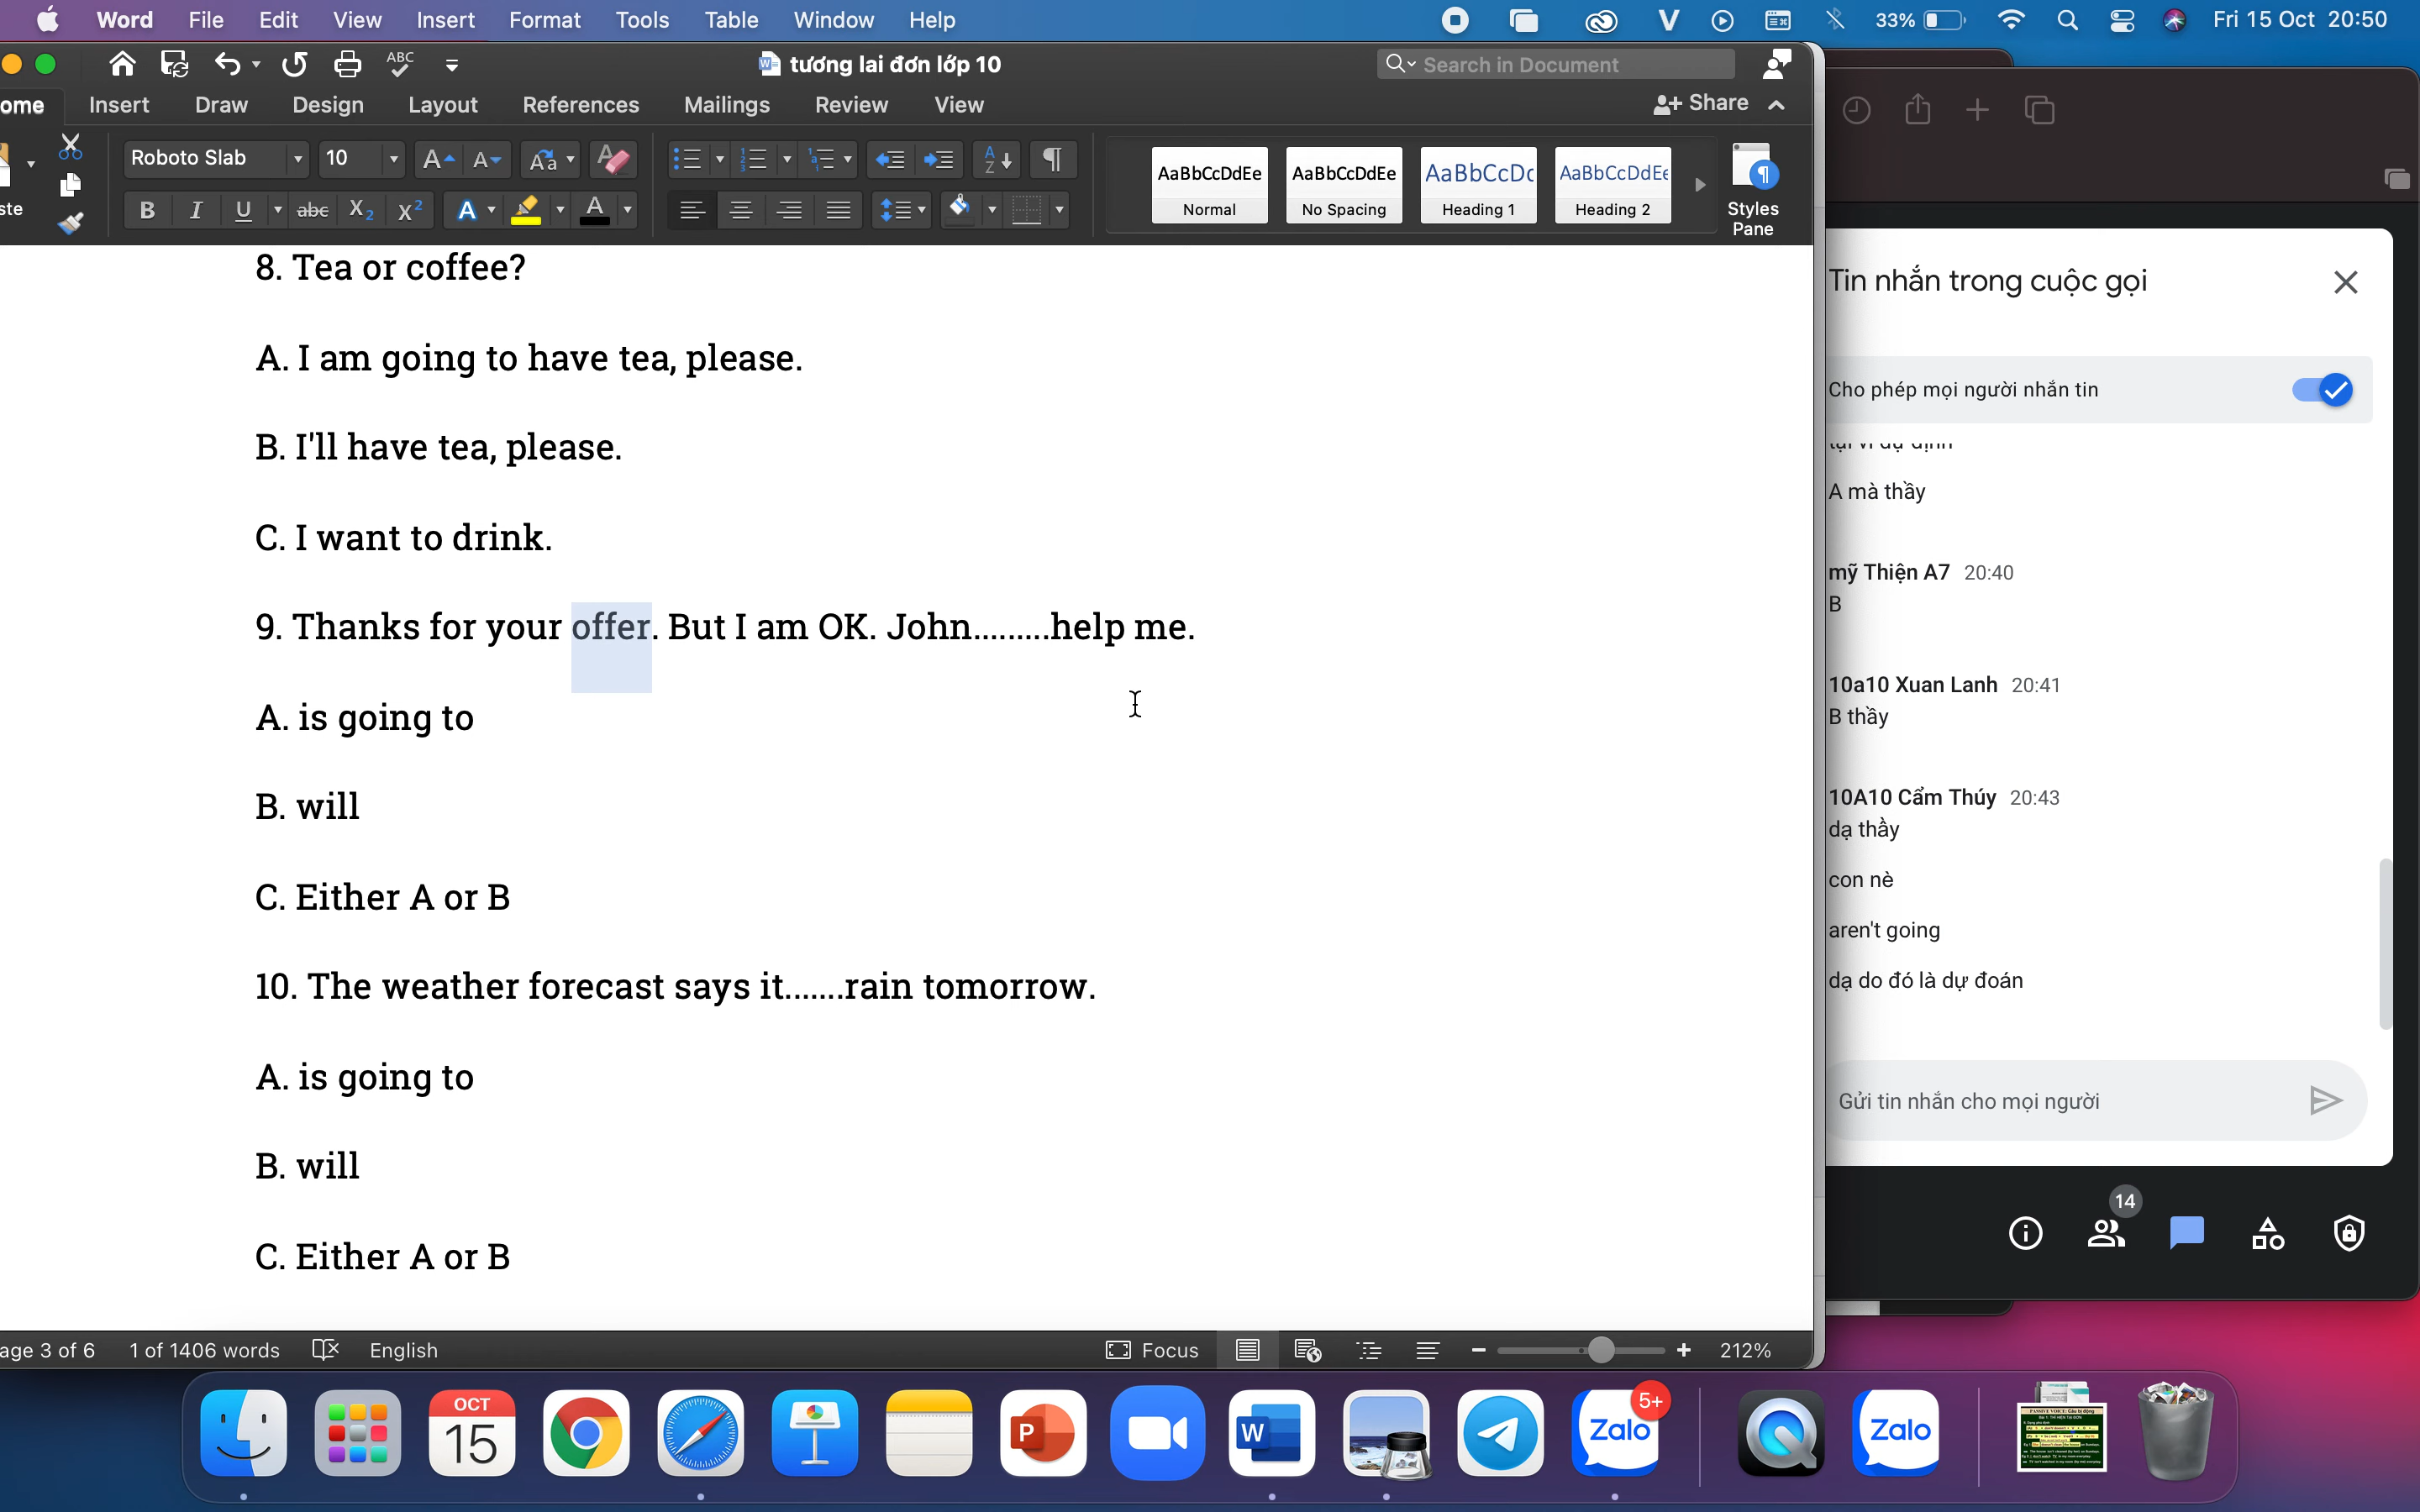 Word File Edit View Insert Format Tools Table Window Help 33% Fri 15 Oct 20:50
ABC tương lai đơn lớp 10 Search in Document
ome Insert Draw Design Layout References Mailings Review View Share
Roboto Slab 10
AaBbCcDdEe AaBbCcDdEe AaBbCcDc AaBbCcDdEe
Normal No Spacing Heading 1 Heading 2
Styles
Pane
ste
8. Tea or coffee?
A. I am going to have tea, please.
B. I'll have tea, please.
C. I want to drink.
9. Thanks for your offer. But I am OK. John.........help me.
A. is going to
B. will
C. Either A or B
10. The weather forecast says it.......rain tomorrow.
A. is going to
B. will
C. Either A or B
age 3 of 6 1 of 1406 words English Focus 212%
Tin nhắn trong cuộc gọi
Cho phép mọi người nhắn tin
tại vì dự định
A mà thầy
mỹ Thiện A7 20:40
B
10a10 Xuan Lanh 20:41
B thầy
10A10 Cẩm Thúy 20:43
dạ thầy
con nè
aren't going
dạ do đó là dự đoán
Gửi tin nhắn cho mọi người
14
OCT
15
P
W
Zalo
5+
Zalo